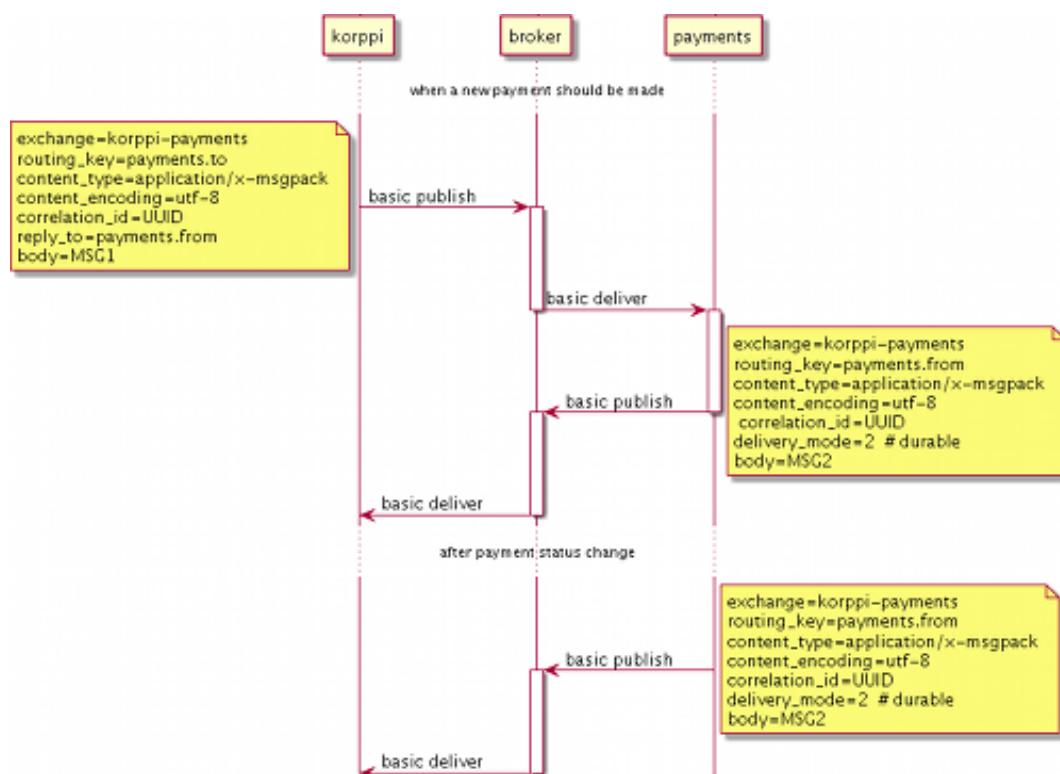 korppi
broker
payments
when a new payment should be made
exchange=korppi-payments
routing_key=payments.to
content_type=application/x-msgpack
content_encoding=utf-8
correlation_id=UUID
reply_to=payments.from
body=MSG1
basic publish
basic deliver
exchange=korppi-payments
routing_key=payments.from
content_type=application/x-msgpack
content_encoding=utf-8
correlation_id=UUID
delivery_mode=2 # durable
body=MSG2
basic publish
basic deliver
after payment status change
exchange=korppi-payments
routing_key=payments.from
content_type=application/x-msgpack
content_encoding=utf-8
correlation_id=UUID
delivery_mode=2 # durable
body=MSG2
basic publish
basic deliver